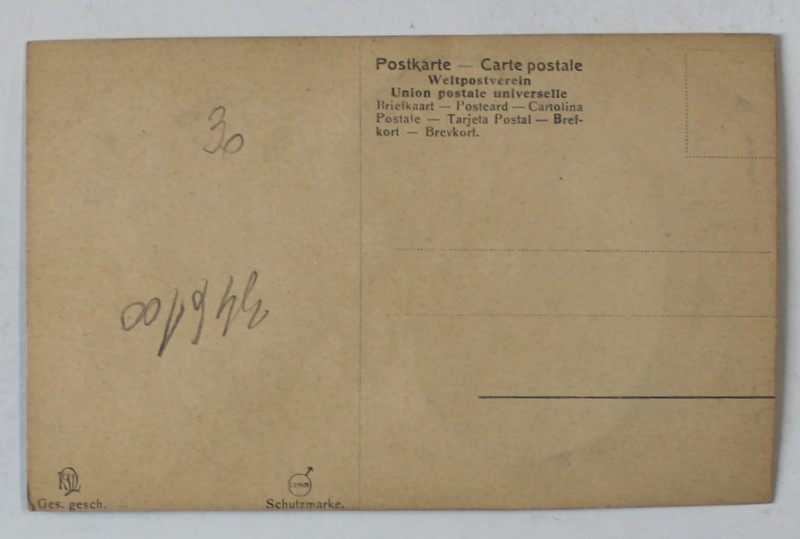 Postkarte — Carte postale
Weltpostverein
Union postale universelle
Briefkaart — Postcard — Cartolina
Postale — Tarjeta Postal — Bref-
kort — Brevkort.
30
Ges. gesch.
Schutzmarke.